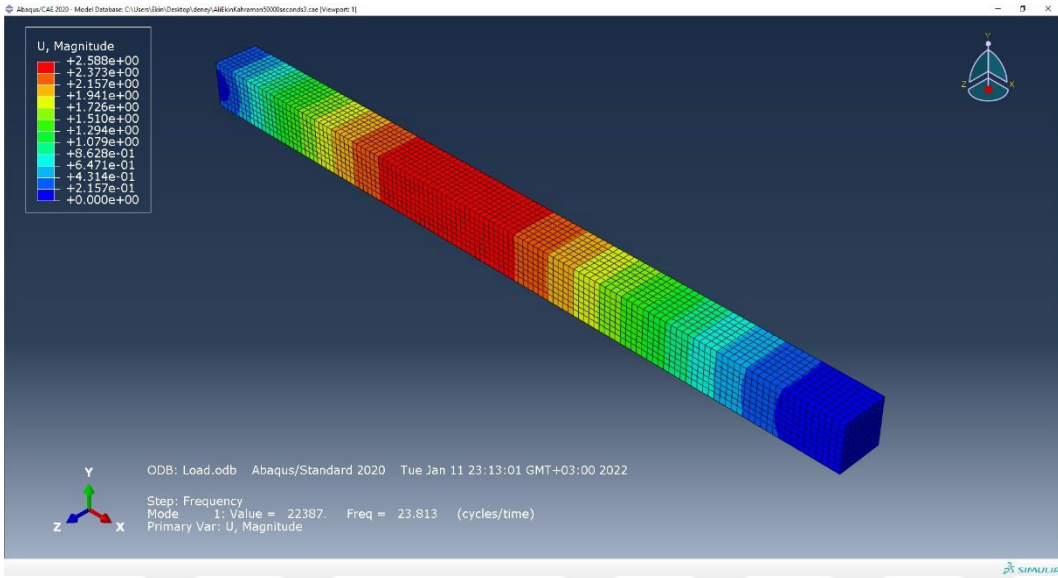 Abaqus/CAE 2020 - Model Database: C:\Users\Ekin\Desktop\deney\AliEkinKahraman50000seconds3.cae [Viewport: 1]
U, Magnitude
+2.588e+00
+2.373e+00
+2.157e+00
+1.941e+00
+1.726e+00
+1.510e+00
+1.294e+00
+1.079e+00
+8.628e-01
+6.471e-01
+4.314e-01
+2.157e-01
+0.000e+00
Y
Z X
Y
Z X
ODB: Load.odb Abaqus/Standard 2020 Tue Jan 11 23:13:01 GMT+03:00 2022
Step: Frequency
Mode 1: Value = 22387. Freq = 23.813 (cycles/time)
Primary Var: U, Magnitude
SIMULIA